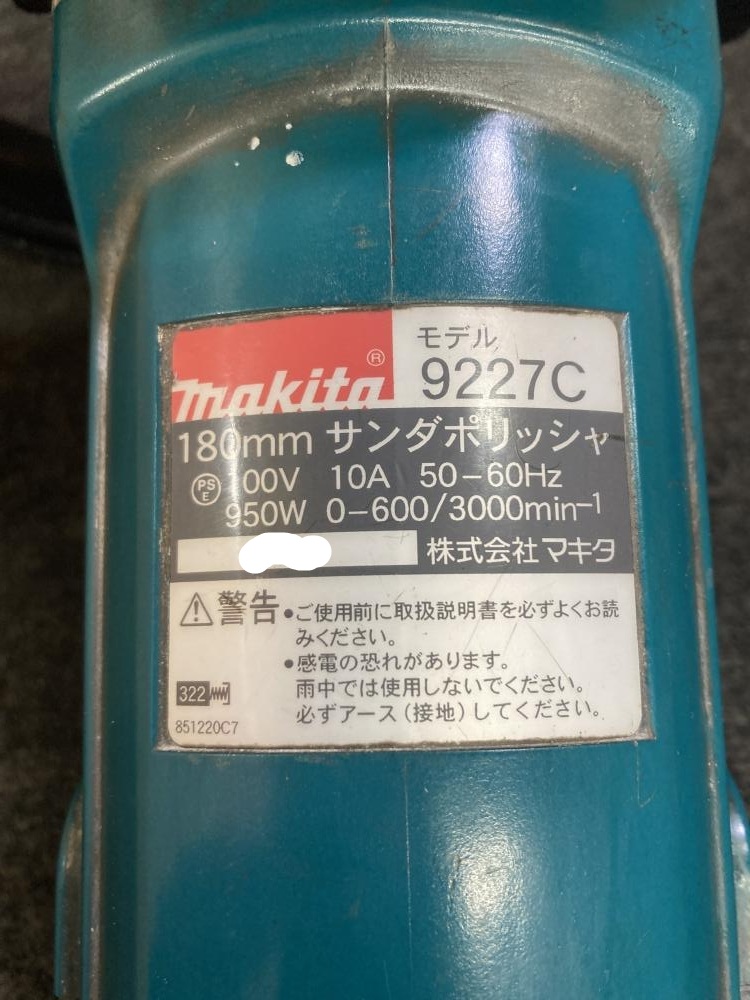 makita®
モデル
9227C
180mm サンダポリッシャ
PS
E
00V 10A 50-60Hz
950W 0-600/3000min-1
株式会社マキタ
警告
•ご使用前に取扱説明書を必ずよくお読
みください。
•感電の恐れがあります。
雨中では使用しないでください。
必ずアース(接地)してください。
322
851220C7